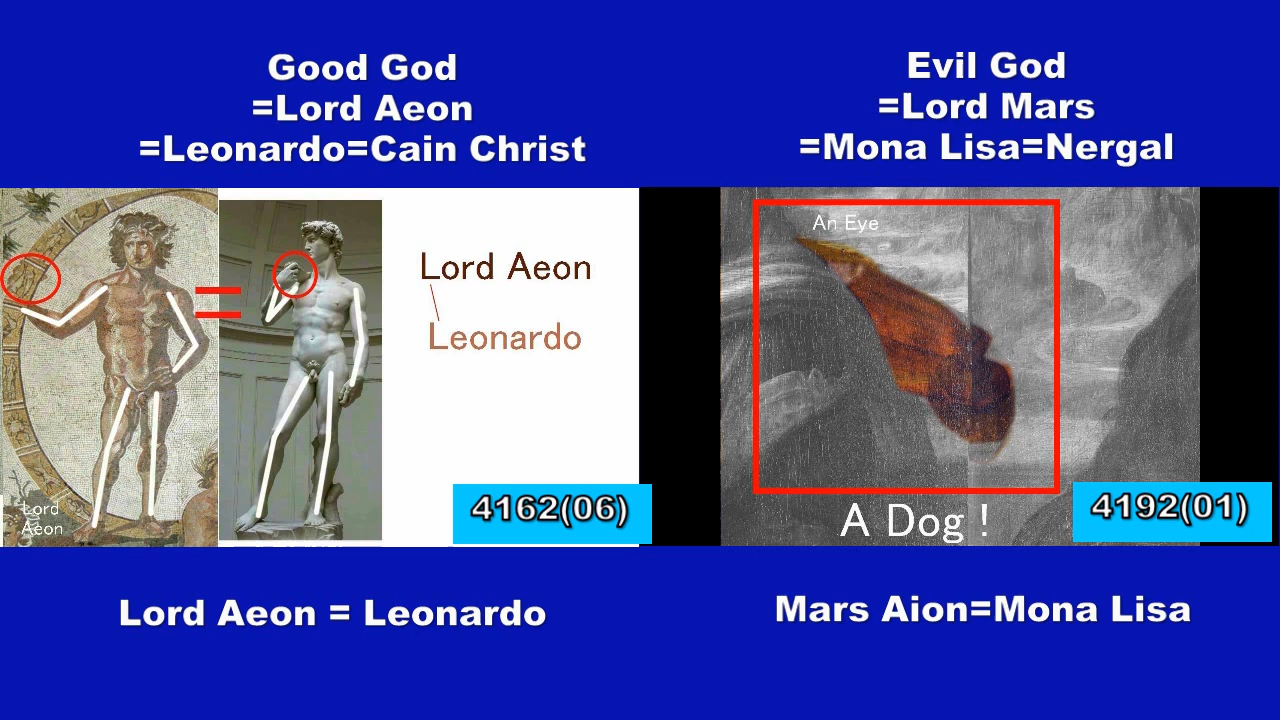 Good God
=Lord Aeon
=Leonardo=Cain Christ
Evil God
=Lord Mars
=Mona Lisa=Nergal
An Eye
Lord Aeon
Leonardo
Lord
Aeon
4162(06)
A Dog !
4192(01)
Lord Aeon = Leonardo
Mars Aion=Mona Lisa